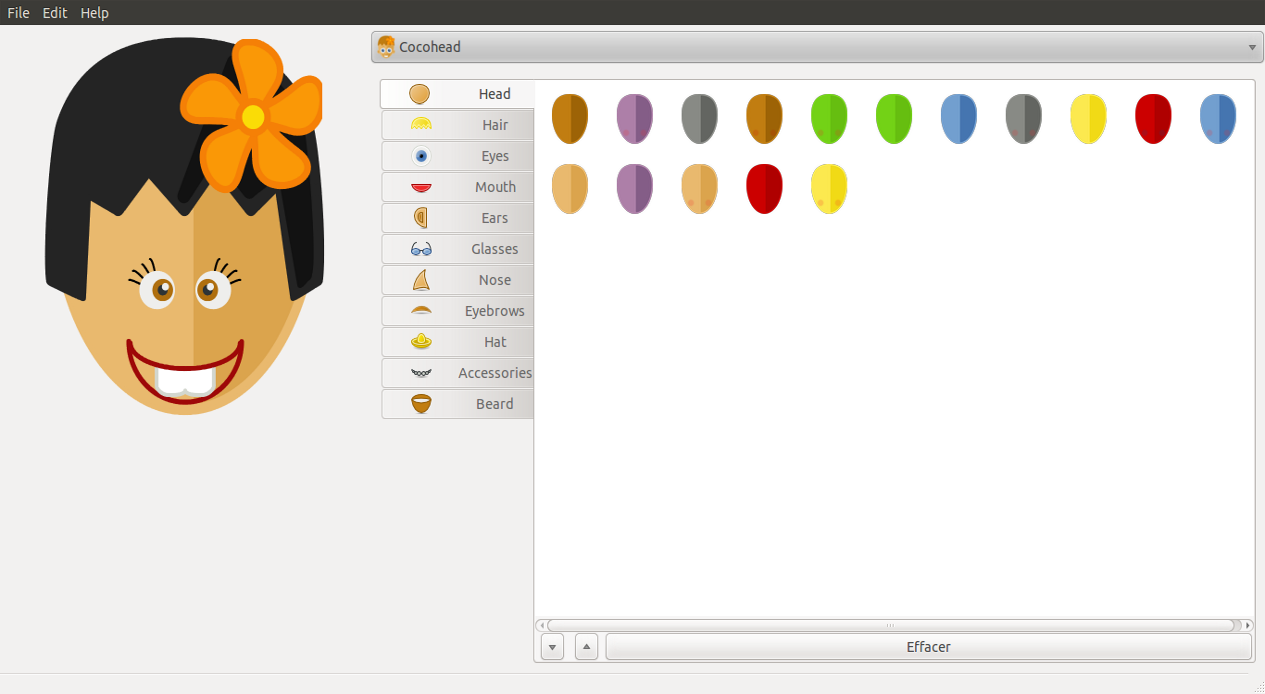 File Edit Help
Cocohead
Head
Hair
Eyes
Mouth
Ears
Glasses
Nose
Eyebrows
Hat
Accessories
Beard
Effacer